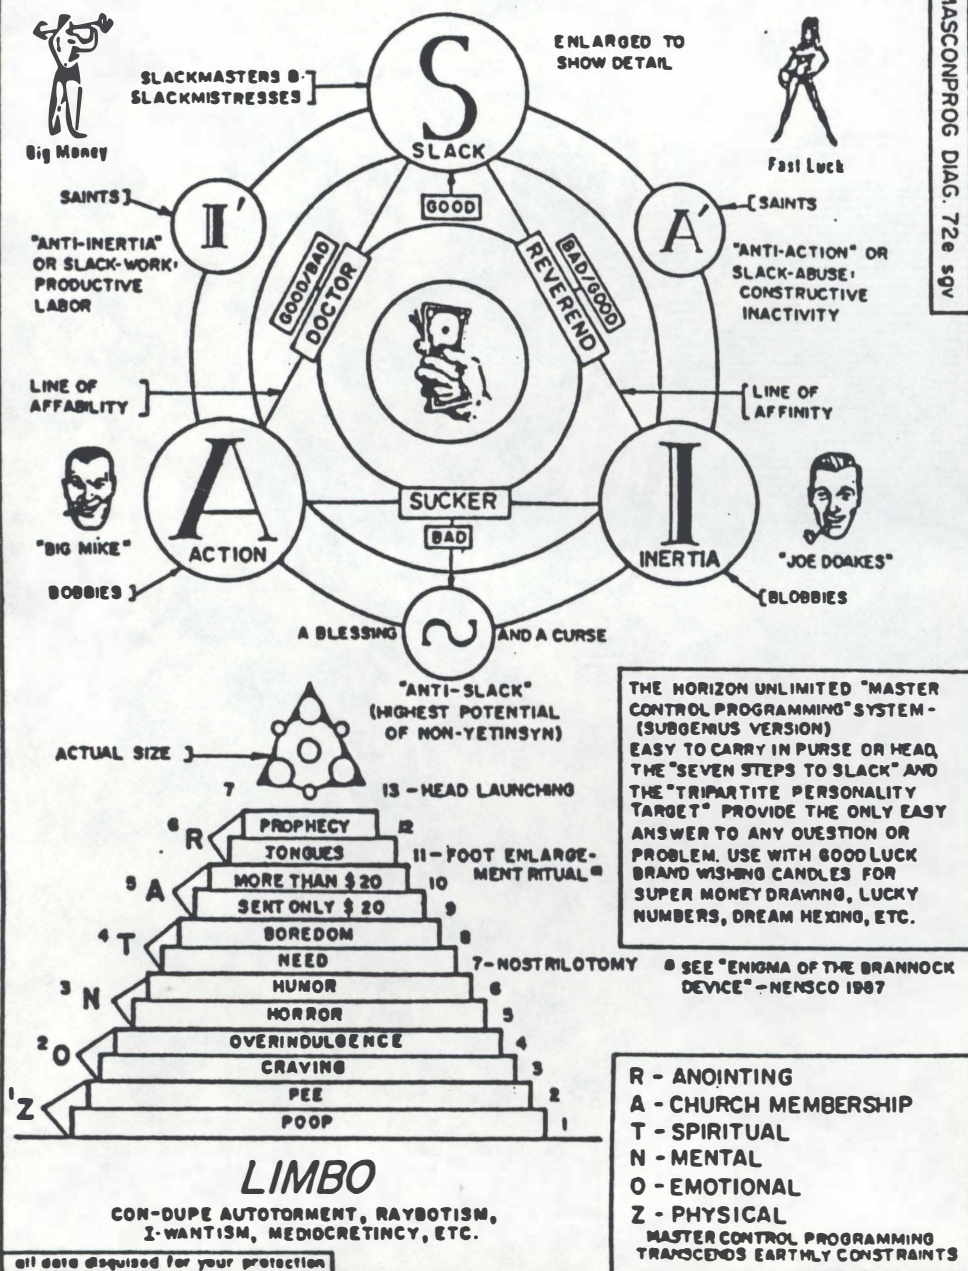 MASCONPROG DIAG. 72e sgv
Big Money
SLACKMASTERS &
SLACKMISTRESSES
S
SLACK
ENLARGED TO
SHOW DETAIL
Fast Luck
SAINTS
I'
"ANTI-INERTIA"
OR SLACK-WORK:
PRODUCTIVE
LABOR
GOOD
GOOD/BAD
DOCTOR
BAD/GOOD
REVEREND
A'
SAINTS
"ANTI-ACTION" OR
SLACK-ABUSE:
CONSTRUCTIVE
INACTIVITY
LINE OF
AFFABILITY
LINE OF
AFFINITY
"BIG MIKE"
A
ACTION
BOBBIES
SUCKER
BAD
I
INERTIA
"JOE DOAKES"
BLOBBIES
A BLESSING
AND A CURSE
"ANTI-SLACK"
(HIGHEST POTENTIAL
OF NON-YETINSYN)
ACTUAL SIZE
7
13 - HEAD LAUNCHING
6 R
PROPHECY 12
TONGUES
11 - FOOT ENLARGE-
MENT RITUAL*
5 A
MORE THAN $20 10
SENT ONLY $20 9
4 T
BOREDOM 8
NEED
7 - NOSTRILOTOMY
3 N
HUMOR 6
HORROR 5
2 O
OVERINDULGENCE 4
CRAVING 3
1 Z
PEE 2
POOP 1
LIMBO
CON-DUPE AUTOTORMENT, RAYBOTISM,
I-WANTISM, MEDIOCRETINCY, ETC.
all data disquised for your protection
THE HORIZON UNLIMITED "MASTER
CONTROL PROGRAMMING" SYSTEM -
(SUBGENIUS VERSION)
EASY TO CARRY IN PURSE OR HEAD,
THE "SEVEN STEPS TO SLACK" AND
THE "TRIPARTITE PERSONALITY
TARGET" PROVIDE THE ONLY EASY
ANSWER TO ANY QUESTION OR
PROBLEM. USE WITH GOOD LUCK
BRAND WISHING CANDLES FOR
SUPER MONEY DRAWING, LUCKY
NUMBERS, DREAM HEXING, ETC.
* SEE "ENIGMA OF THE BRANNOCK
DEVICE" - NENSCO 1987
R - ANOINTING
A - CHURCH MEMBERSHIP
T - SPIRITUAL
N - MENTAL
O - EMOTIONAL
Z - PHYSICAL
MASTER CONTROL PROGRAMMING
TRANSCENDS EARTHLY CONSTRAINTS